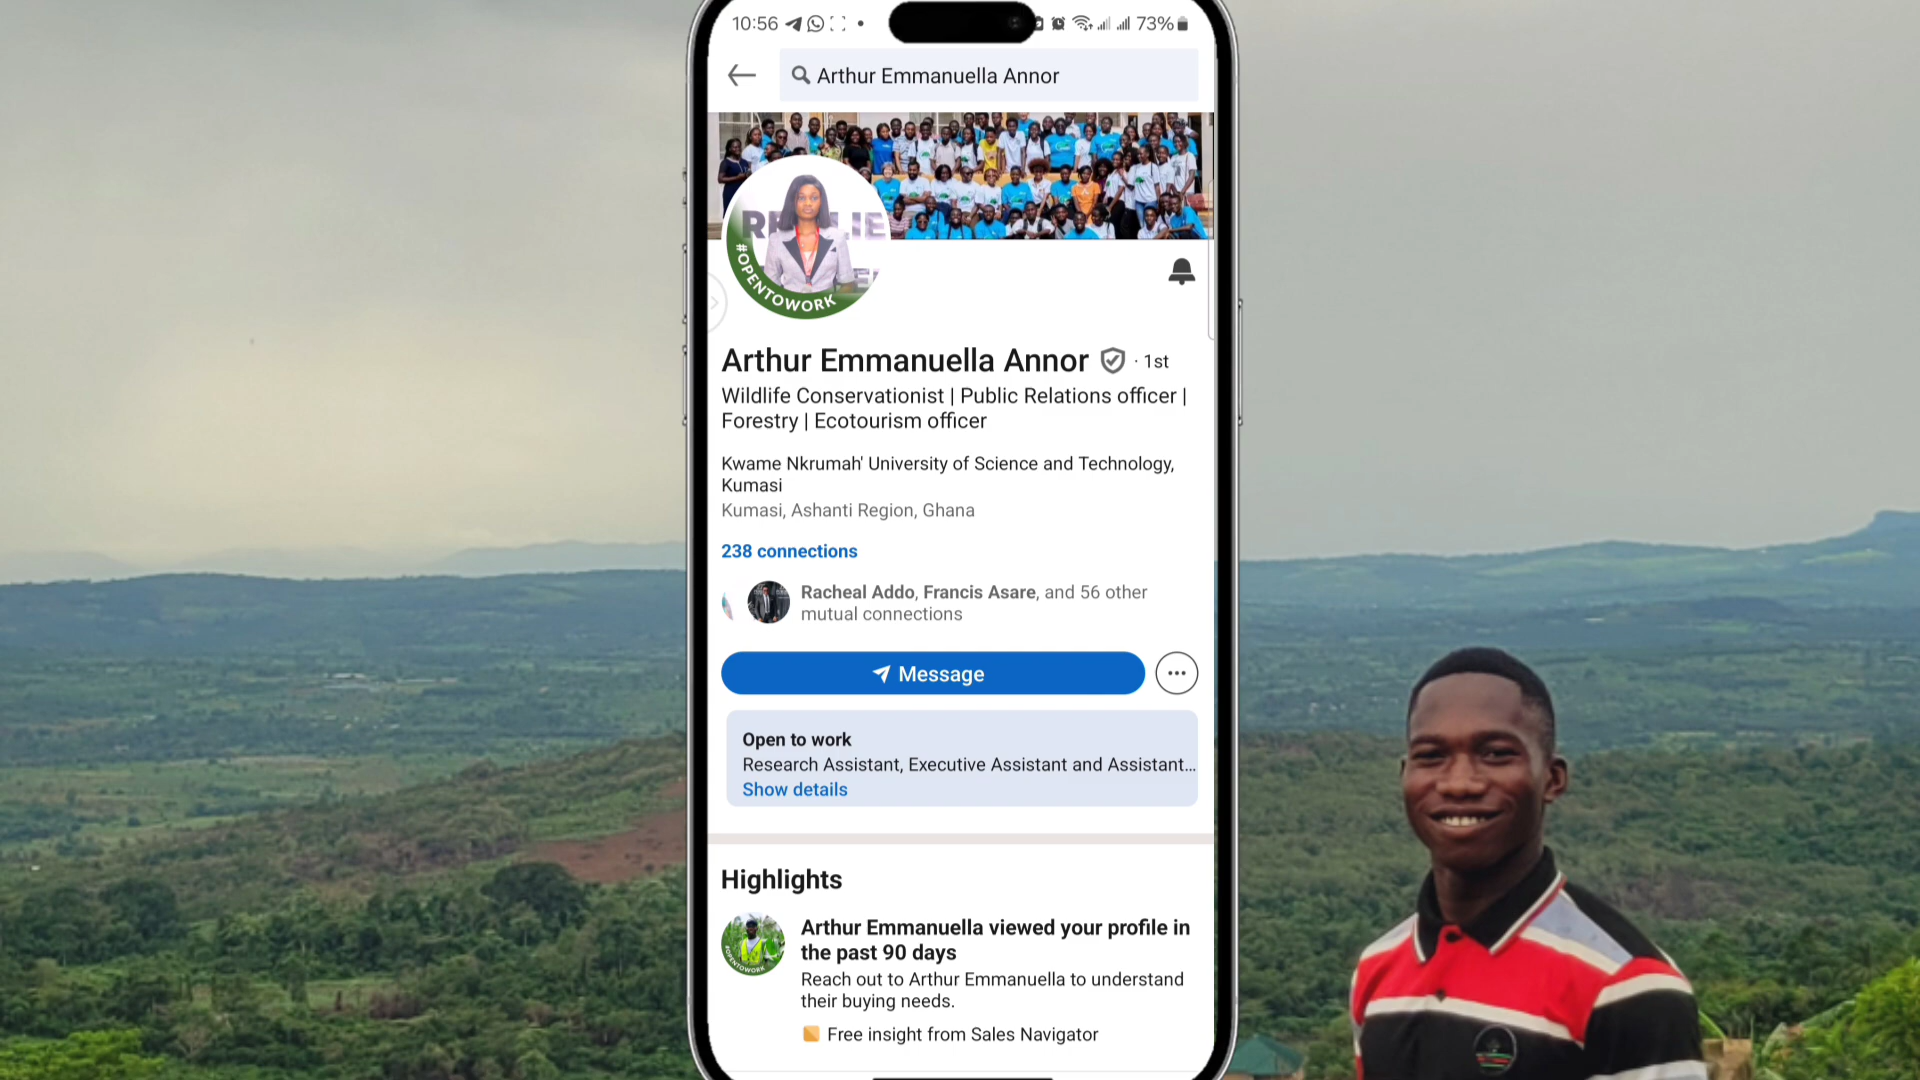 10:56
73%
Arthur Emmanuella Annor
#OPENTOWORK
Arthur Emmanuella Annor · 1st
Wildlife Conservationist | Public Relations officer |
Forestry | Ecotourism officer
Kwame Nkrumah' University of Science and Technology,
Kumasi
Kumasi, Ashanti Region, Ghana
238 connections
Racheal Addo, Francis Asare, and 56 other
mutual connections
Message
Open to work
Research Assistant, Executive Assistant and Assistant...
Show details
Highlights
#OPENTOWORK
Arthur Emmanuella viewed your profile in
the past 90 days
Reach out to Arthur Emmanuella to understand
their buying needs.
Free insight from Sales Navigator